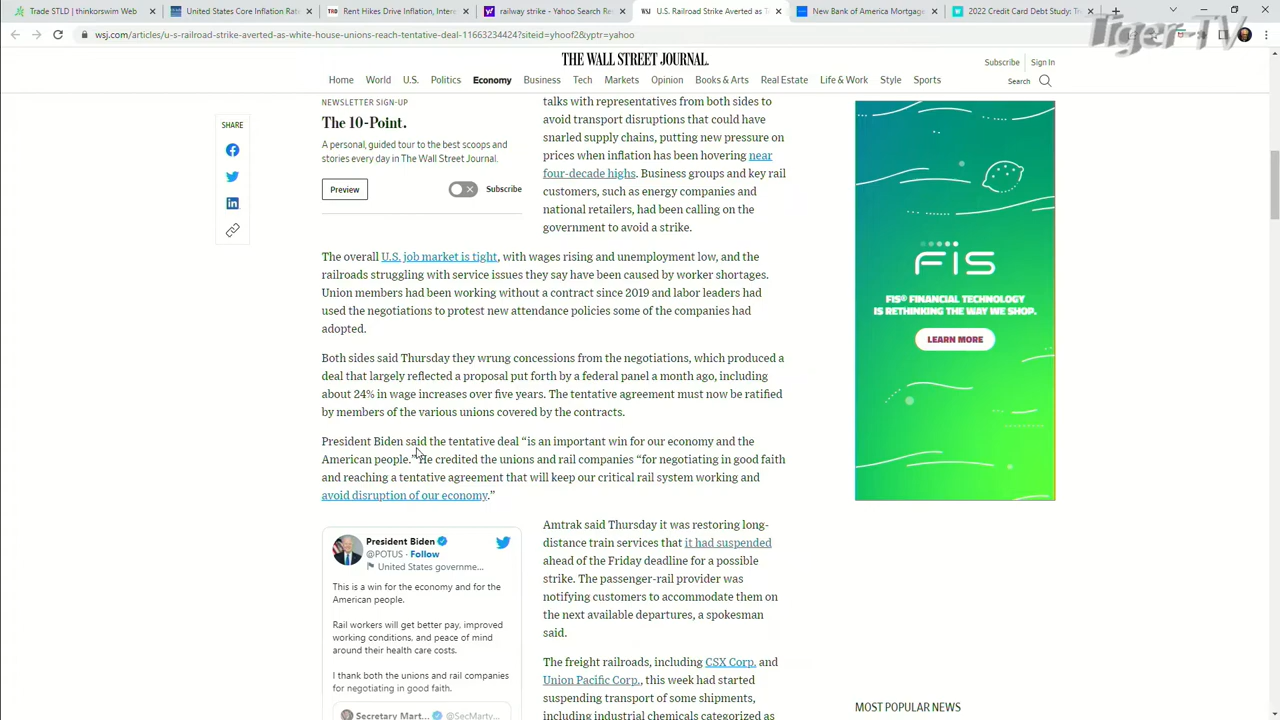 Trade STLD | thinkorswim Web
United States Core Inflation Rate
Rent Hikes Drive Inflation, Interes
railway strike - Yahoo Search Re
U.S. Railroad Strike Averted as T
New Bank of America Mortgage
2022 Credit Card Debt Study: Tr
TigerTV
wsj.com/articles/u-s-railroad-strike-averted-as-white-house-unions-reach-tentative-deal-11663234424?siteid=yhoof2&yptr=yahoo
THE WALL STREET JOURNAL.
Subscribe
Sign In
Home
World
U.S.
Politics
Economy
Business
Tech
Markets
Opinion
Books & Arts
Real Estate
Life & Work
Style
Sports
Search
SHARE
NEWSLETTER SIGN-UP
The 10-Point.
A personal, guided tour to the best scoops and
stories every day in The Wall Street Journal.
Preview
Subscribe
talks with representatives from both sides to
avoid transport disruptions that could have
snarled supply chains, putting new pressure on
prices when inflation has been hovering near
four-decade highs. Business groups and key rail
customers, such as energy companies and
national retailers, had been calling on the
government to avoid a strike.
The overall U.S. job market is tight, with wages rising and unemployment low, and the
railroads struggling with service issues they say have been caused by worker shortages.
Union members had been working without a contract since 2019 and labor leaders had
used the negotiations to protest new attendance policies some of the companies had
adopted.
Both sides said Thursday they wrung concessions from the negotiations, which produced a
deal that largely reflected a proposal put forth by a federal panel a month ago, including
about 24% in wage increases over five years. The tentative agreement must now be ratified
by members of the various unions covered by the contracts.
President Biden said the tentative deal “is an important win for our economy and the
American people.” He credited the unions and rail companies “for negotiating in good faith
and reaching a tentative agreement that will keep our critical rail system working and
avoid disruption of our economy.”
President Biden
@POTUS · Follow
United States governme...
This is a win for the economy and for the
American people.
Rail workers will get better pay, improved
working conditions, and peace of mind
around their health care costs.
I thank both the unions and rail companies
for negotiating in good faith.
Secretary Mart...
@SecMarty...
Amtrak said Thursday it was restoring long-
distance train services that it had suspended
ahead of the Friday deadline for a possible
strike. The passenger-rail provider was
notifying customers to accommodate them on
the next available departures, a spokesman
said.
The freight railroads, including CSX Corp. and
Union Pacific Corp., this week had started
suspending transport of some shipments,
including industrial chemicals categorized as
FIS
FIS® FINANCIAL TECHNOLOGY
IS RETHINKING THE WAY WE SHOP.
LEARN MORE
MOST POPULAR NEWS